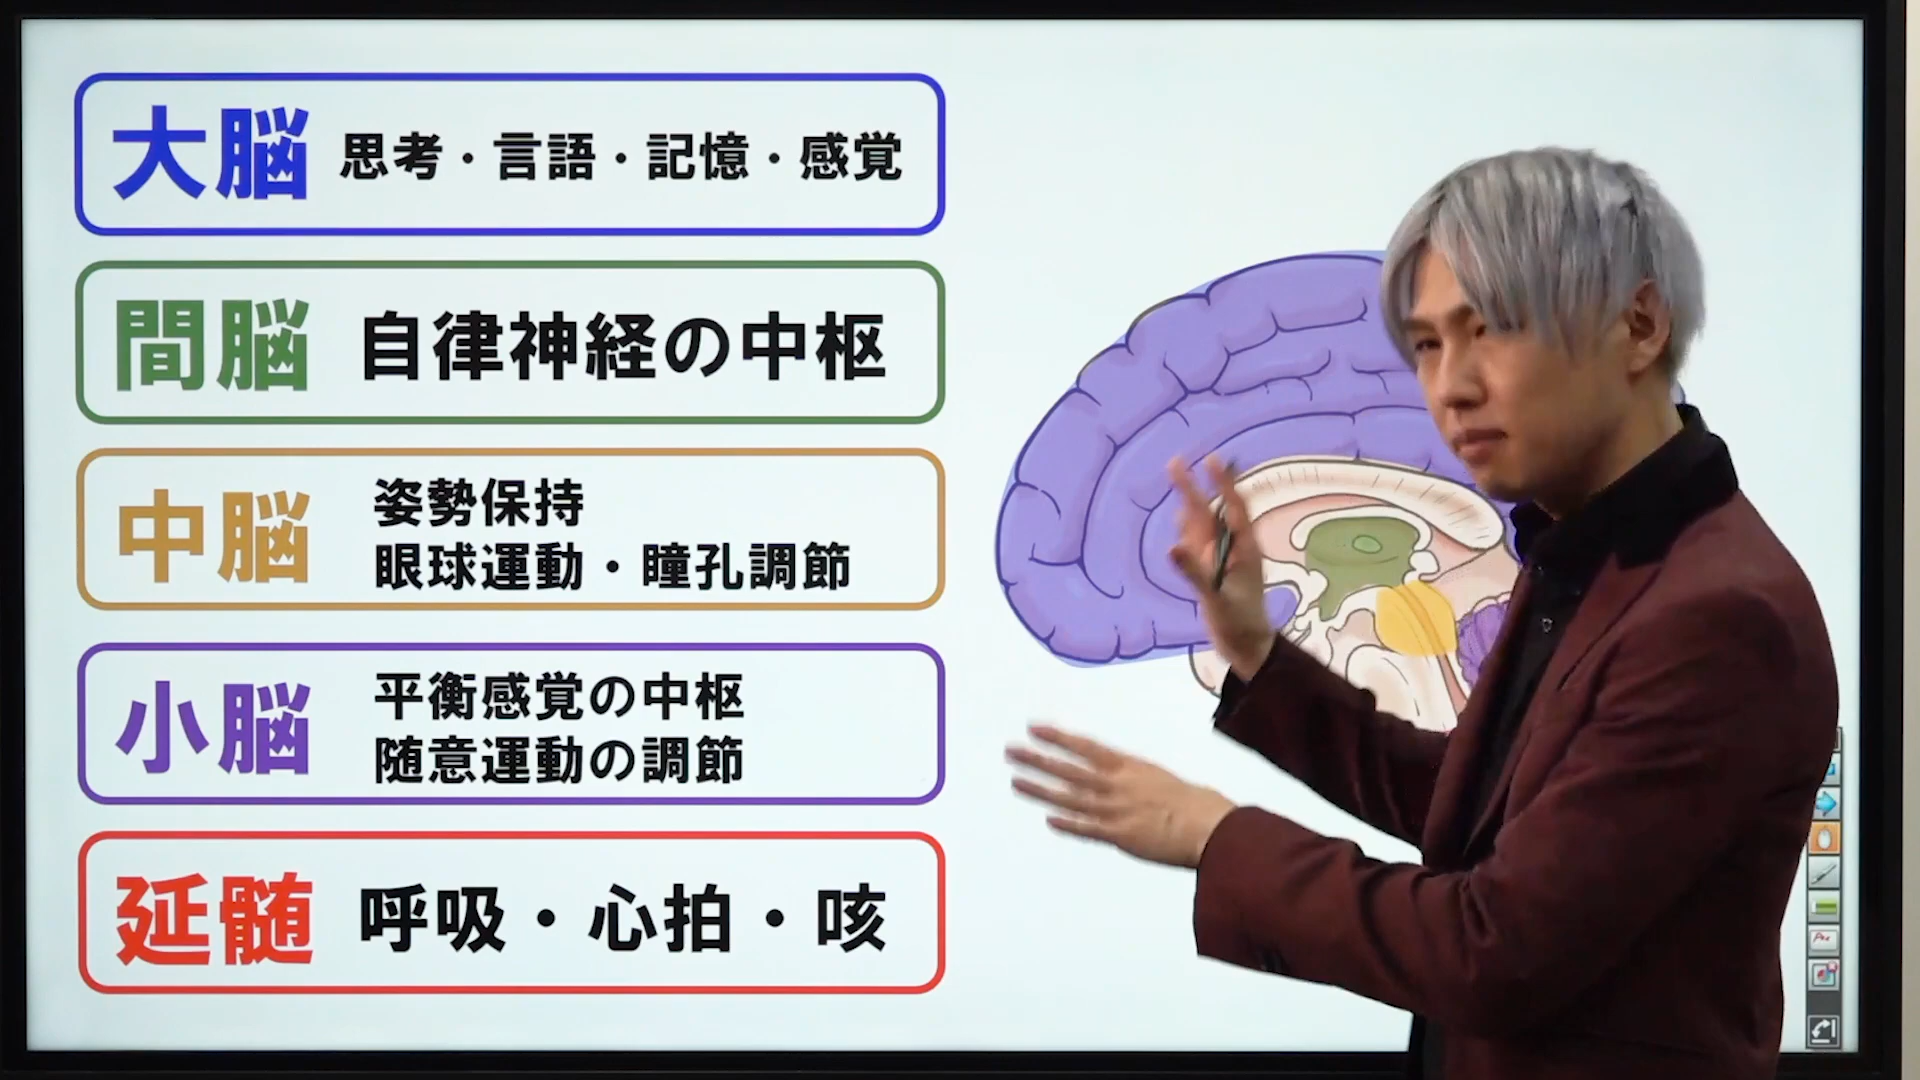 大脳 思考・言語・記憶・感覚
間脳 自律神経の中枢
中脳 姿勢保持
眼球運動・瞳孔調節
小脳 平衡感覚の中枢
随意運動の調節
延髄 呼吸・心拍・咳